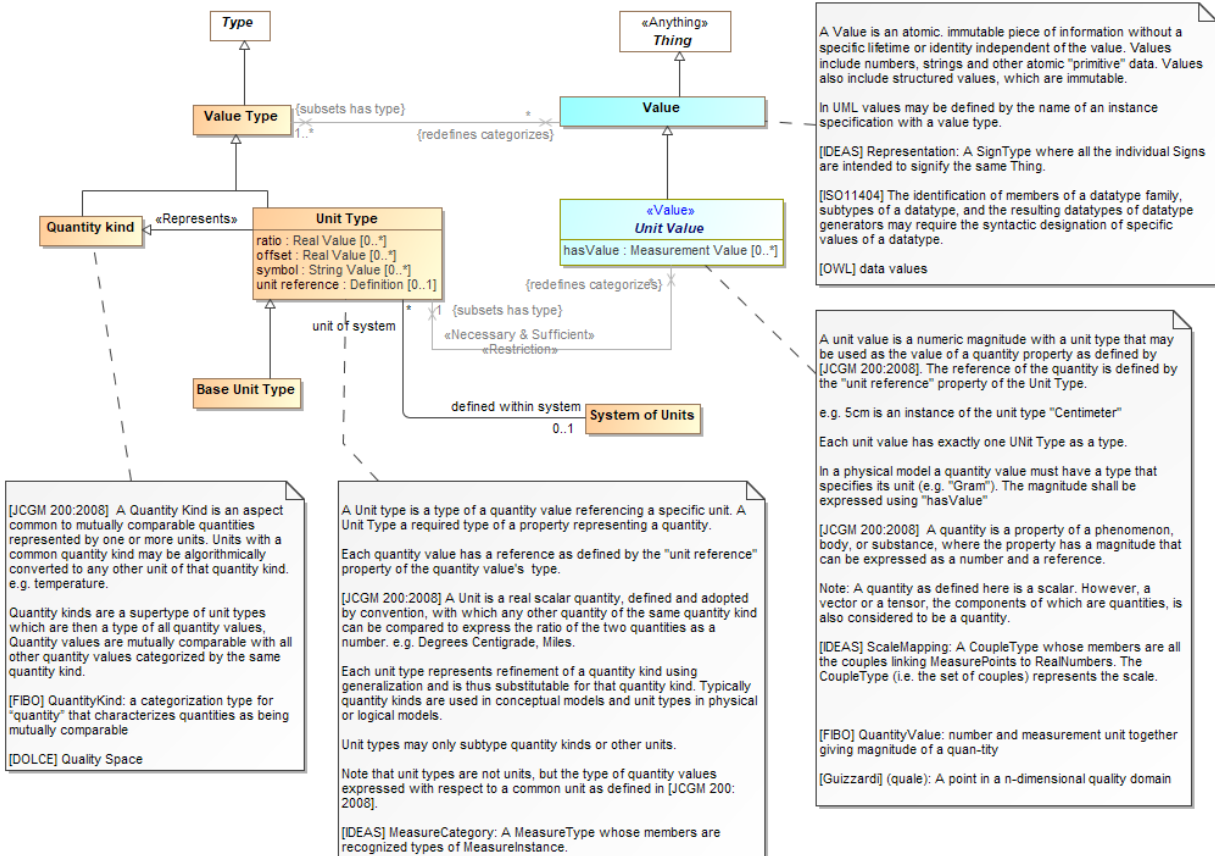 Type
«Anything»
Thing
Value Type
{subsets has type}
1..*
*
{redefines categorizes}
Value
Quantity kind
«Represents»
Unit Type
ratio : Real Value [0..*]
offset : Real Value [0..*]
symbol : String Value [0..*]
unit reference : Definition [0..1]
«Value»
Unit Value
hasValue : Measurement Value [0..*]
{redefines categorizes}
*
1
{subsets has type}
*
unit of system
«Necessary & Sufficient»
«Restriction»
Base Unit Type
defined within system
0..1
System of Units
A Value is an atomic. immutable piece of information without a
specific lifetime or identity independent of the value. Values
include numbers, strings and other atomic "primitive" data. Values
also include structured values, which are immutable.
In UML values may be defined by the name of an instance
specification with a value type.
[IDEAS] Representation: A SignType where all the individual Signs
are intended to signify the same Thing.
[ISO11404] The identification of members of a datatype family,
subtypes of a datatype, and the resulting datatypes of datatype
generators may require the syntactic designation of specific
values of a datatype.
[OWL] data values
A unit value is a numeric magnitude with a unit type that may
be used as the value of a quantity property as defined by
[JCGM 200:2008]. The reference of the quantity is defined by
the "unit reference" property of the Unit Type.
e.g. 5cm is an instance of the unit type "Centimeter"
Each unit value has exactly one UNit Type as a type.
In a physical model a quantity value must have a type that
specifies its unit (e.g. "Gram"). The magnitude shall be
expressed using "hasValue"
[JCGM 200:2008]  A quantity is a property of a phenomenon,
body, or substance, where the property has a magnitude that
can be expressed as a number and a reference.
Note: A quantity as defined here is a scalar. However, a
vector or a tensor, the components of which are quantities, is
also considered to be a quantity.
[IDEAS] ScaleMapping: A CoupleType whose members are all
the couples linking MeasurePoints to RealNumbers. The
CoupleType (i.e. the set of couples) represents the scale.
[FIBO] QuantityValue: number and measurement unit together
giving magnitude of a quan-tity
[Guizzardi] (quale): A point in a n-dimensional quality domain
[JCGM 200:2008]  A Quantity Kind is an aspect
common to mutually comparable quantities
represented by one or more units. Units with a
common quantity kind may be algorithmically
converted to any other unit of that quantity kind.
e.g. temperature.
Quantity kinds are a supertype of unit types
which are then a type of all quantity values,
Quantity values are mutually comparable with all
other quantity values categorized by the same
quantity kind.
[FIBO] QuantityKind: a categorization type for
"quantity" that characterizes quantities as being
mutually comparable
[DOLCE] Quality Space
A Unit type is a type of a quantity value referencing a specific unit. A
Unit Type a required type of a property representing a quantity.
Each quantity value has a reference as defined by the "unit reference"
property of the quantity value's  type.
[JCGM 200:2008] A Unit is a real scalar quantity, defined and adopted
by convention, with which any other quantity of the same quantity kind
can be compared to express the ratio of the two quantities as a
number. e.g. Degrees Centigrade, Miles.
Each unit type represents refinement of a quantity kind using
generalization and is thus substitutable for that quantity kind. Typically
quantity kinds are used in conceptual models and unit types in physical
or logical models.
Unit types may only subtype quantity kinds or other units.
Note that unit types are not units, but the type of quantity values
expressed with respect to a common unit as defined in [JCGM 200:
2008].
[IDEAS] MeasureCategory: A MeasureType whose members are
recognized types of MeasureInstance.